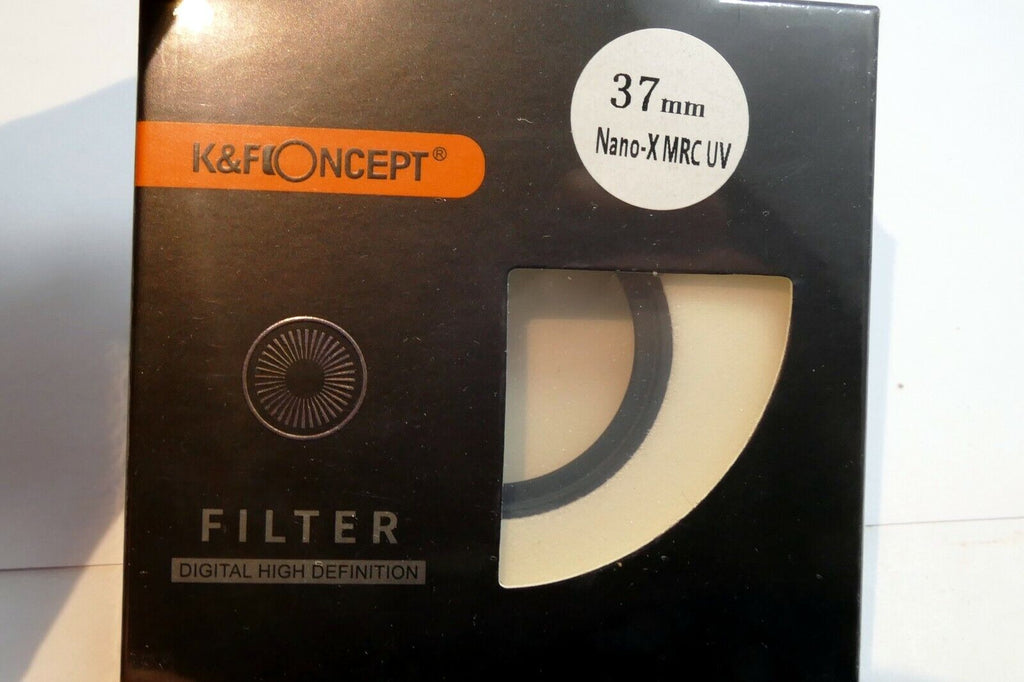 37mm
Nano-X MRC UV
K&F CONCEPT®
FILTER
DIGITAL HIGH DEFINITION